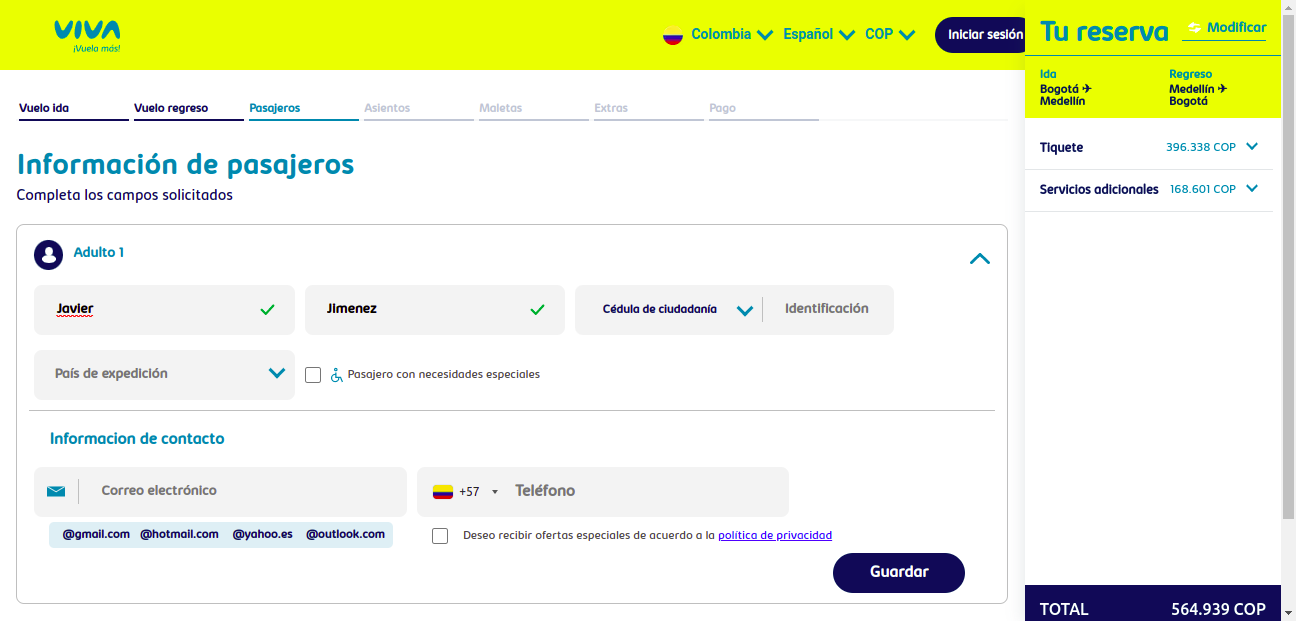 VIVA
¡Vuela más!
Colombia Español COP
Iniciar sesión
Tu reserva
Modificar
Ida
Bogotá ✈
Medellín
Regreso
Medellín ✈
Bogotá
Vuelo ida
Vuelo regreso
Pasajeros
Asientos
Maletas
Extras
Pago
Tiquete 396.338 COP
Servicios adicionales 168.601 COP
Información de pasajeros
Completa los campos solicitados
Adulto 1
Javier
Jimenez
Cédula de ciudadanía
Identificación
País de expedición
Pasajero con necesidades especiales
Informacion de contacto
Correo electrónico
+57
Teléfono
@gmail.com @hotmail.com @yahoo.es @outlook.com
Deseo recibir ofertas especiales de acuerdo a la política de privacidad
Guardar
TOTAL 564.939 COP